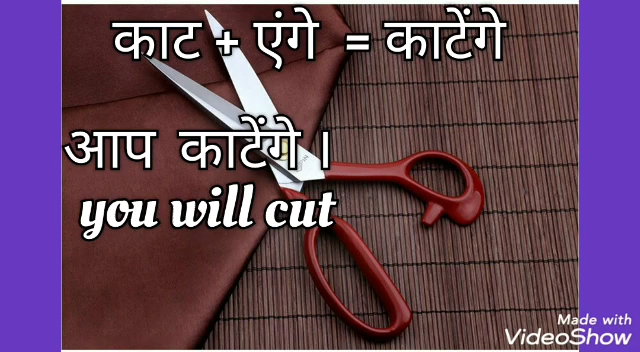 काट + एंगे = काटेंगे
आप काटेंगे ।
you will cut
Made with
VideoShow